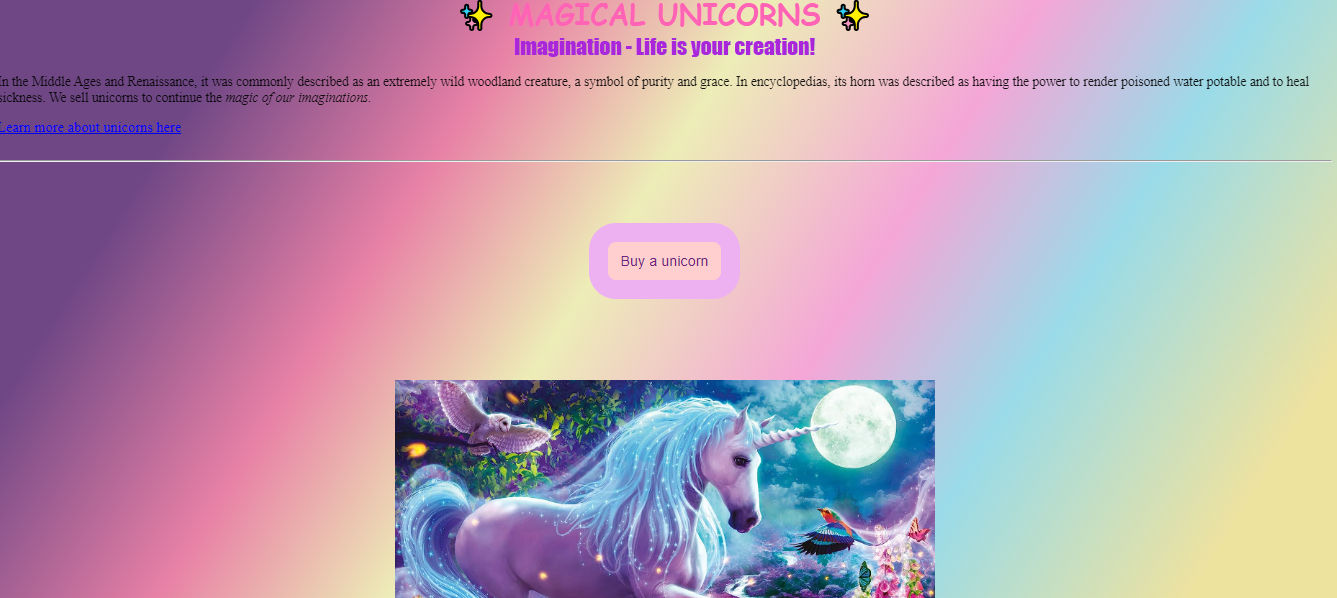 ✨ MAGICAL UNICORNS ✨
Imagination - Life is your creation!
In the Middle Ages and Renaissance, it was commonly described as an extremely wild woodland creature, a symbol of purity and grace. In encyclopedias, its horn was described as having the power to render poisoned water potable and to heal
sickness. We sell unicorns to continue the magic of our imaginations.
Learn more about unicorns here
Buy a unicorn